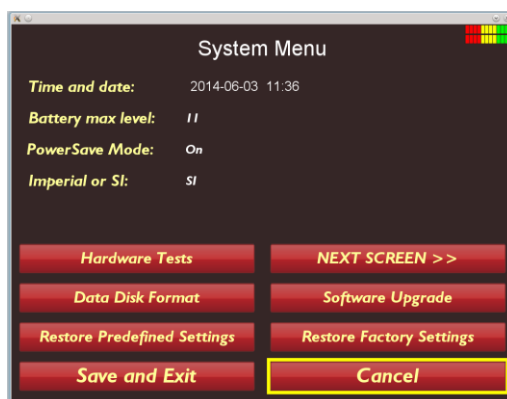 System Menu
Time and date: 2014-06-03 11:36
Battery max level: 11
PowerSave Mode: On
Imperial or SI: SI
Hardware Tests NEXT SCREEN >>
Data Disk Format Software Upgrade
Restore Predefined Settings Restore Factory Settings
Save and Exit Cancel